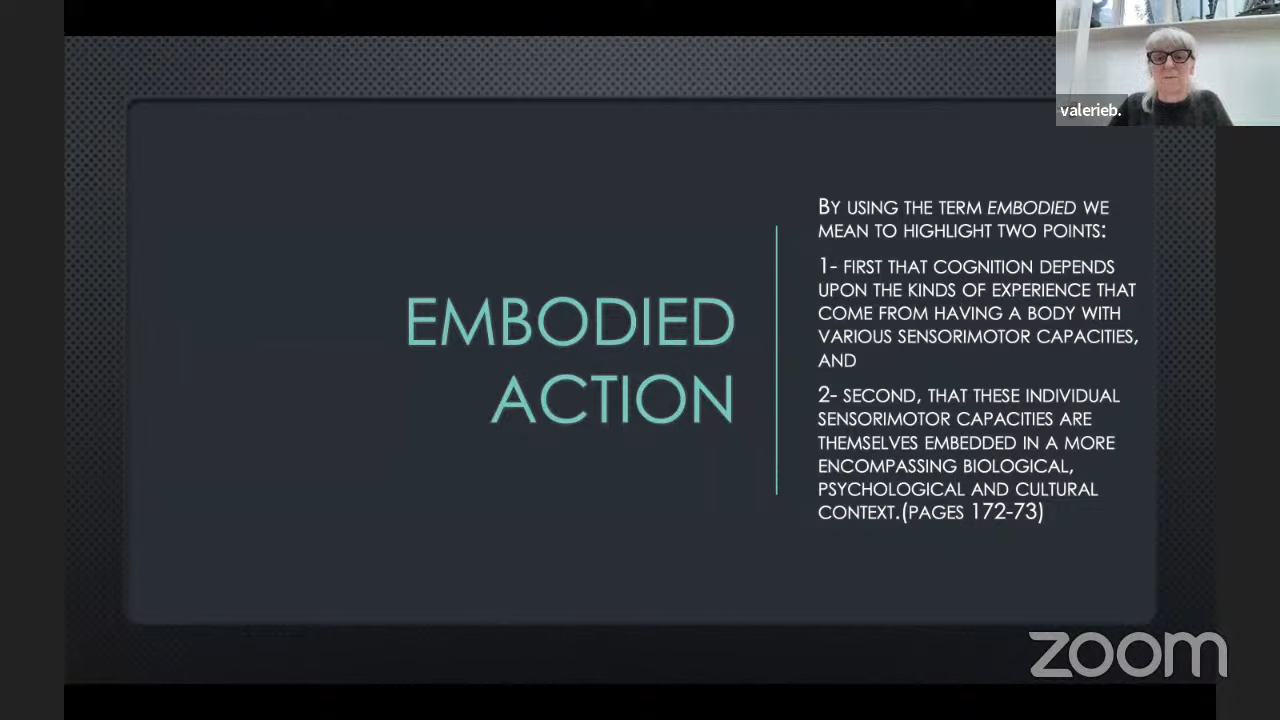 valerieb.
EMBODIED
ACTION
BY USING THE TERM EMBODIED WE
MEAN TO HIGHLIGHT TWO POINTS:
1- FIRST THAT COGNITION DEPENDS
UPON THE KINDS OF EXPERIENCE THAT
COME FROM HAVING A BODY WITH
VARIOUS SENSORIMOTOR CAPACITIES,
AND
2- SECOND, THAT THESE INDIVIDUAL
SENSORIMOTOR CAPACITIES ARE
THEMSELVES EMBEDDED IN A MORE
ENCOMPASSING BIOLOGICAL,
PSYCHOLOGICAL AND CULTURAL
CONTEXT.(PAGES 172-73)
zoom